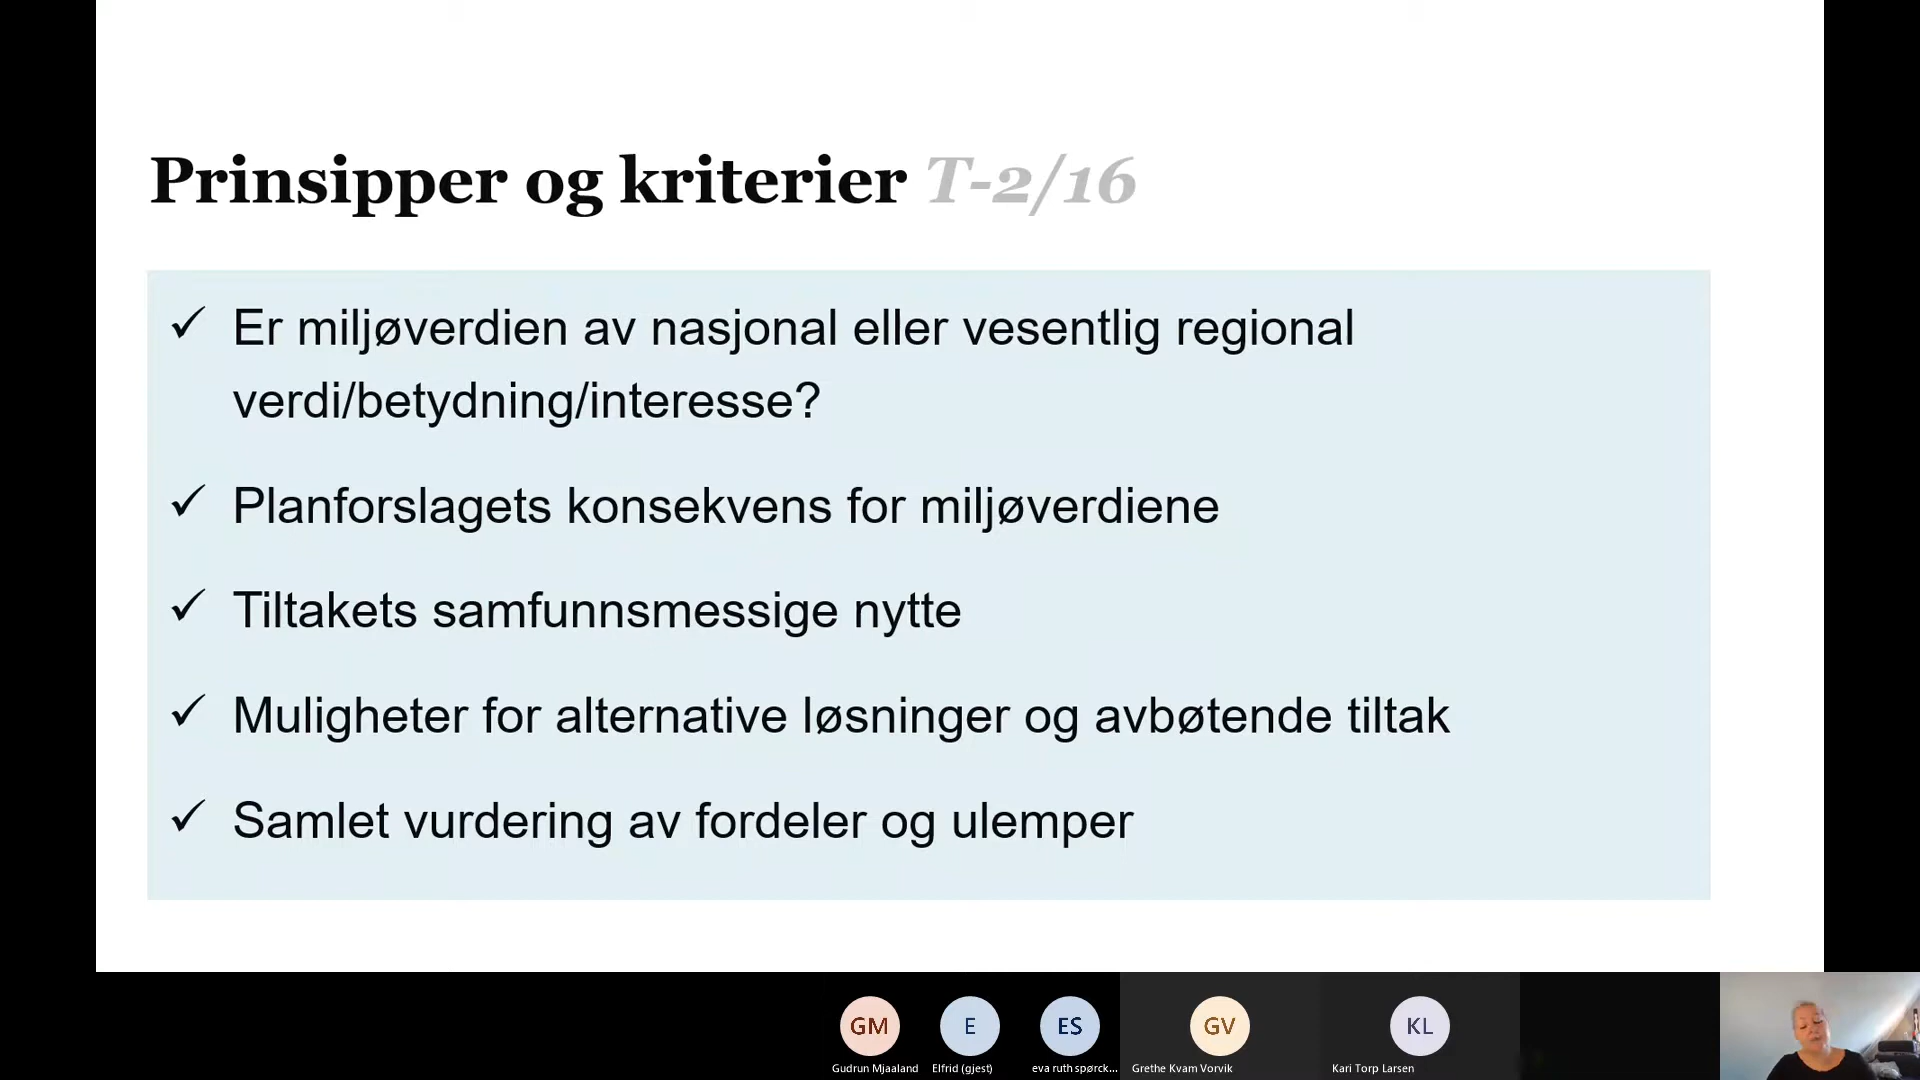 Prinsipper og kriterier T-2/16
✓ Er miljøverdien av nasjonal eller vesentlig regional
verdi/betydning/interesse?
✓ Planforslagets konsekvens for miljøverdiene
✓ Tiltakets samfunnsmessige nytte
✓ Muligheter for alternative løsninger og avbøtende tiltak
✓ Samlet vurdering av fordeler og ulemper
GM E ES GV KL
Gudrun Mjaaland Elfrid (gjest) eva ruth spørck... Grethe Kvam Vorvik Kari Torp Larsen